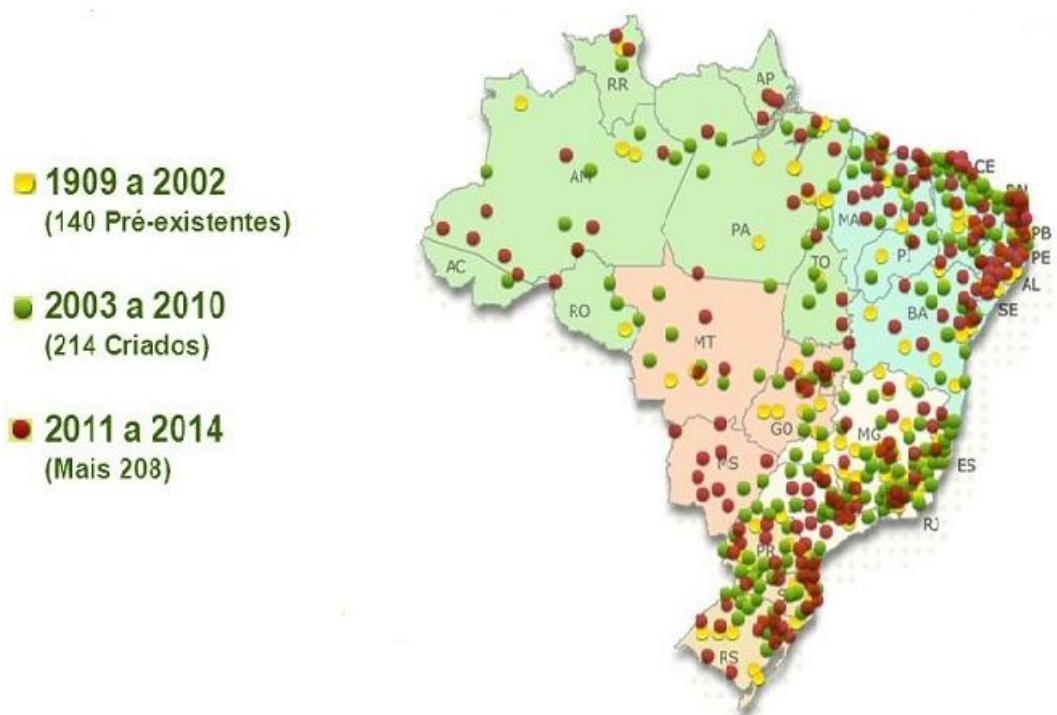 1909 a 2002
(140 Pré-existentes)
2003 a 2010
(214 Criados)
2011 a 2014
(Mais 208)
RR
AP
AM
PA
MA
CE
RN
PB
PE
AL
SE
PI
TO
AC
RO
BA
MT
GO
MG
ES
MS
RJ
PR
RS